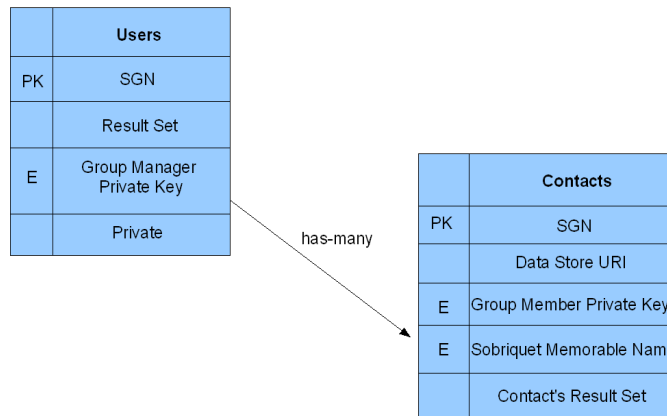 Users
PK SGN
Result Set
E Group Manager
Private Key
Private
has-many
Contacts
PK SGN
Data Store URI
E Group Member Private Key
E Sobriquet Memorable Nam
Contact's Result Set